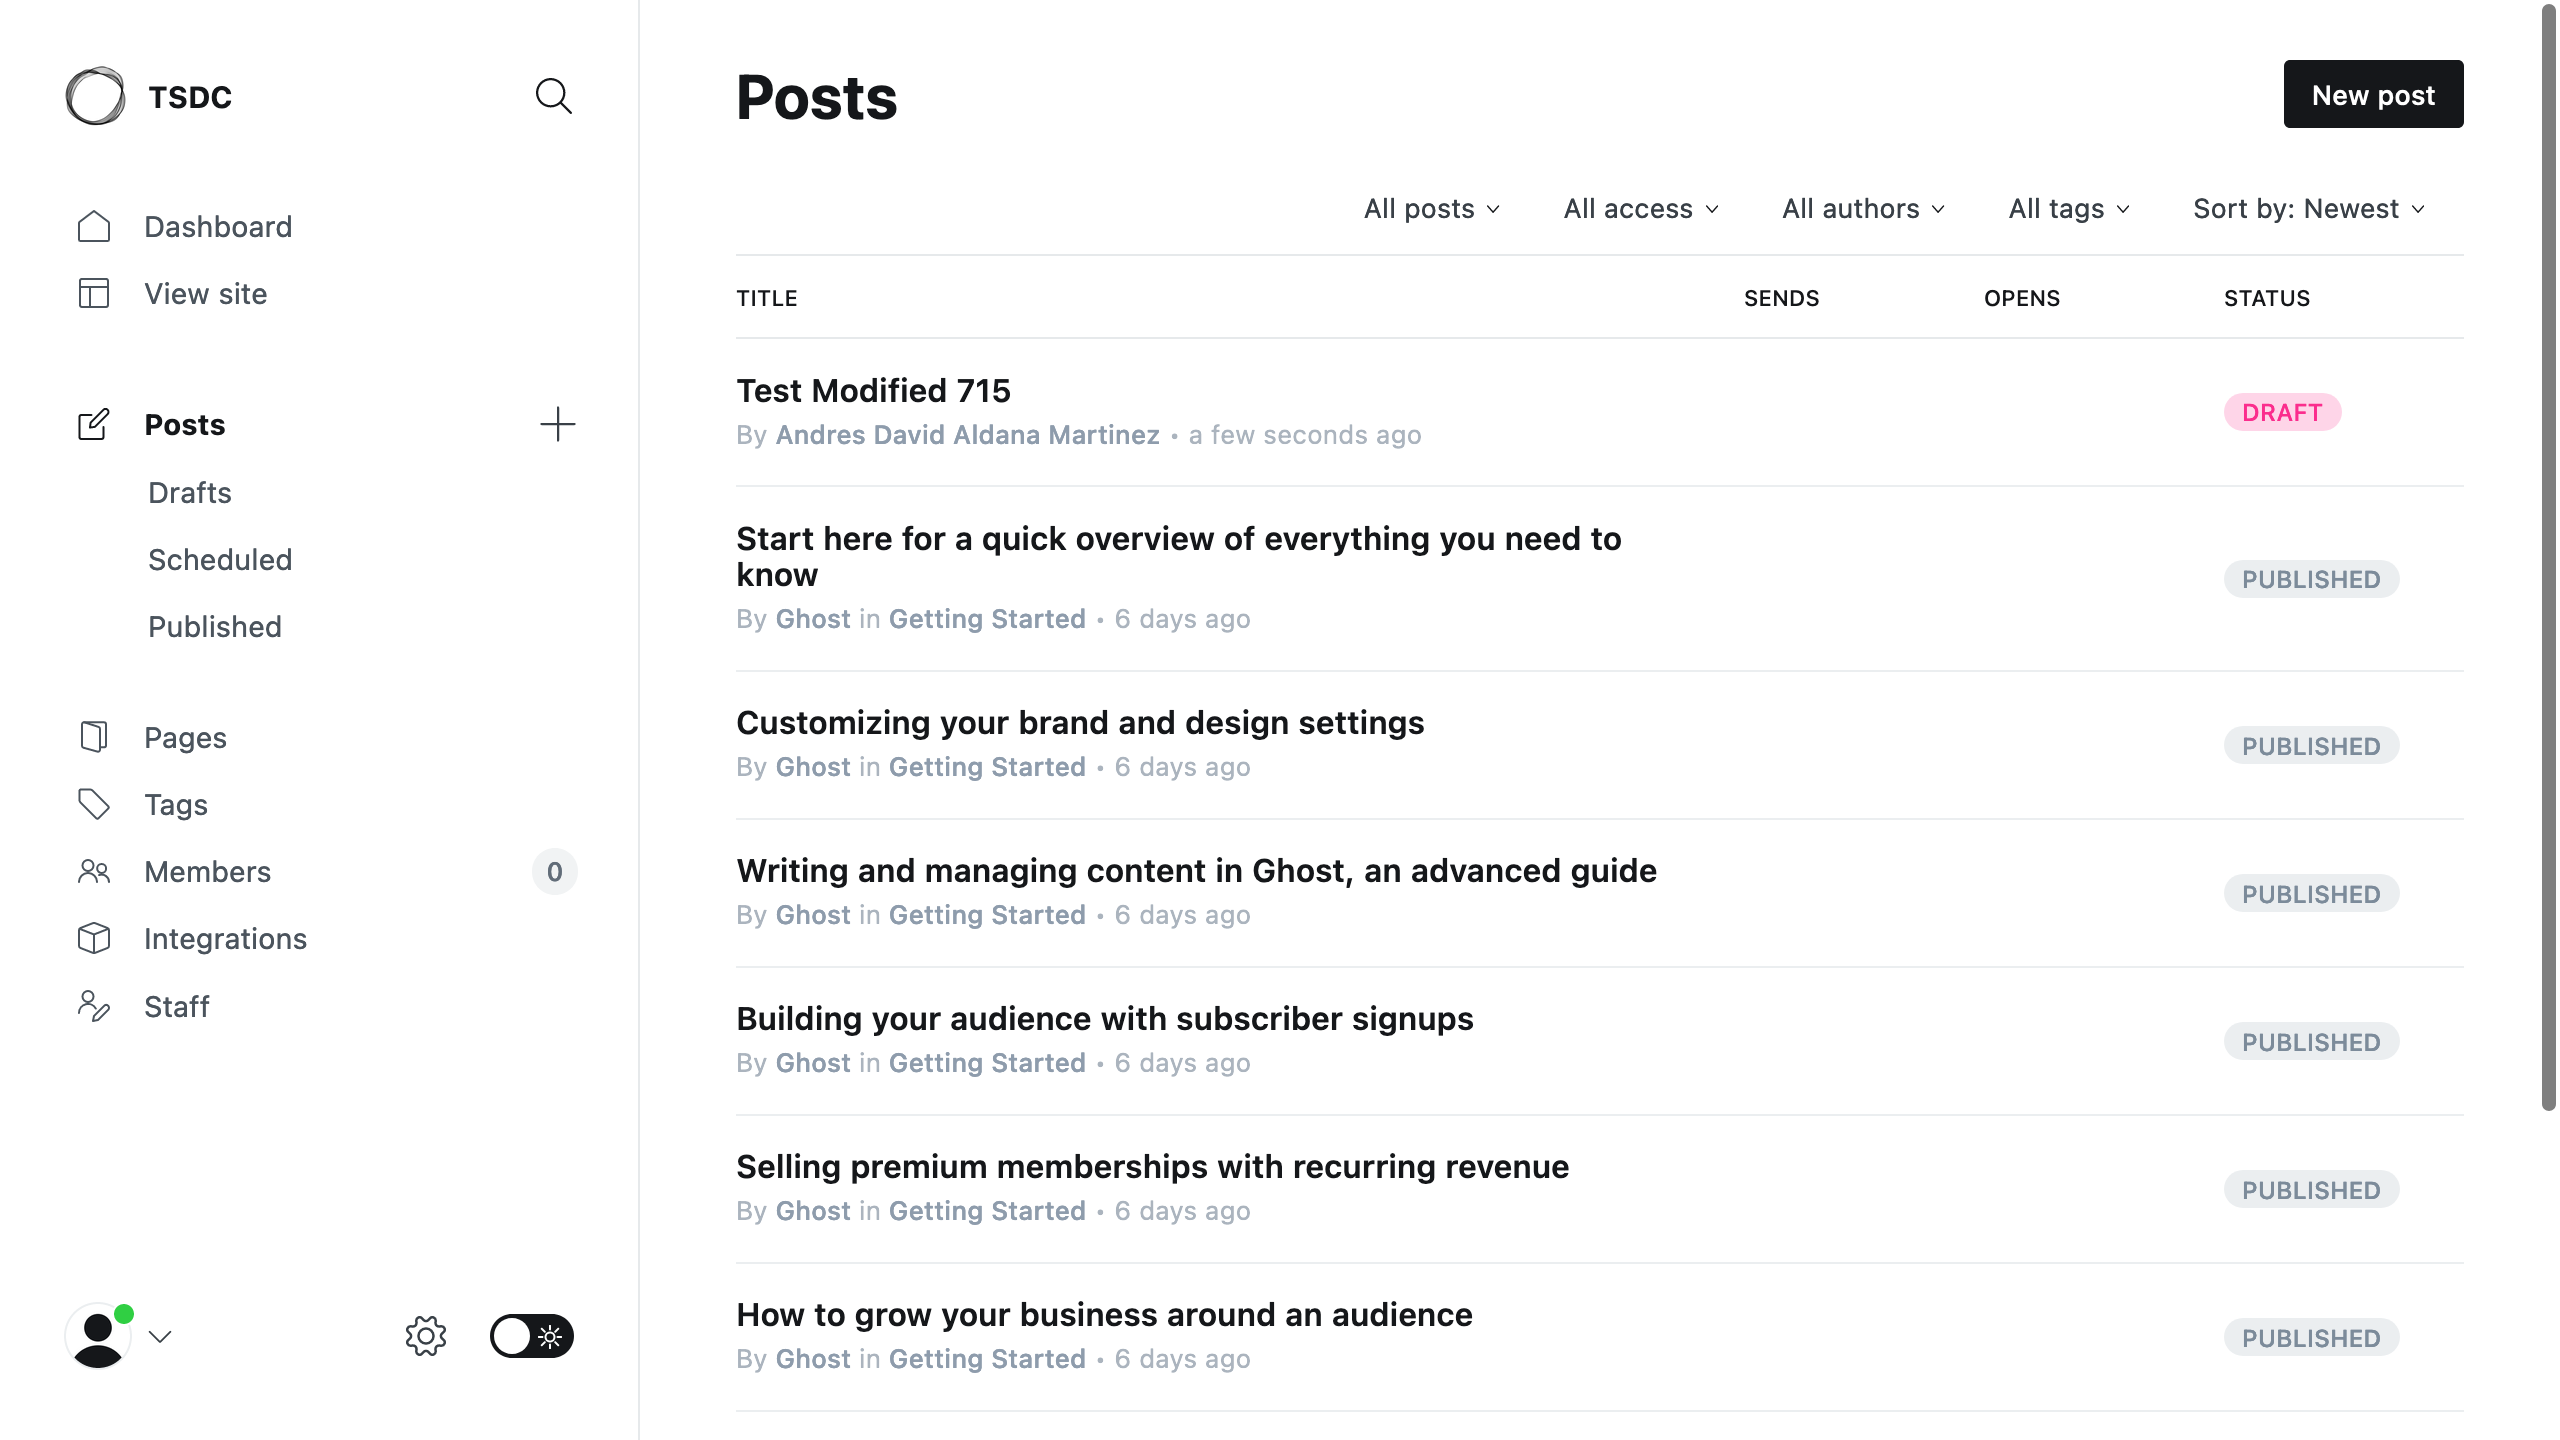 TSDC
Dashboard
View site
Posts
Drafts
Scheduled
Published
Pages
Tags
Members 0
Integrations
Staff
Posts
New post
All posts All access All authors All tags Sort by: Newest
TITLE SENDS OPENS STATUS
Test Modified 715
By Andres David Aldana Martinez • a few seconds ago
DRAFT
Start here for a quick overview of everything you need to
know
By Ghost in Getting Started • 6 days ago
PUBLISHED
Customizing your brand and design settings
By Ghost in Getting Started • 6 days ago
PUBLISHED
Writing and managing content in Ghost, an advanced guide
By Ghost in Getting Started • 6 days ago
PUBLISHED
Building your audience with subscriber signups
By Ghost in Getting Started • 6 days ago
PUBLISHED
Selling premium memberships with recurring revenue
By Ghost in Getting Started • 6 days ago
PUBLISHED
How to grow your business around an audience
By Ghost in Getting Started • 6 days ago
PUBLISHED